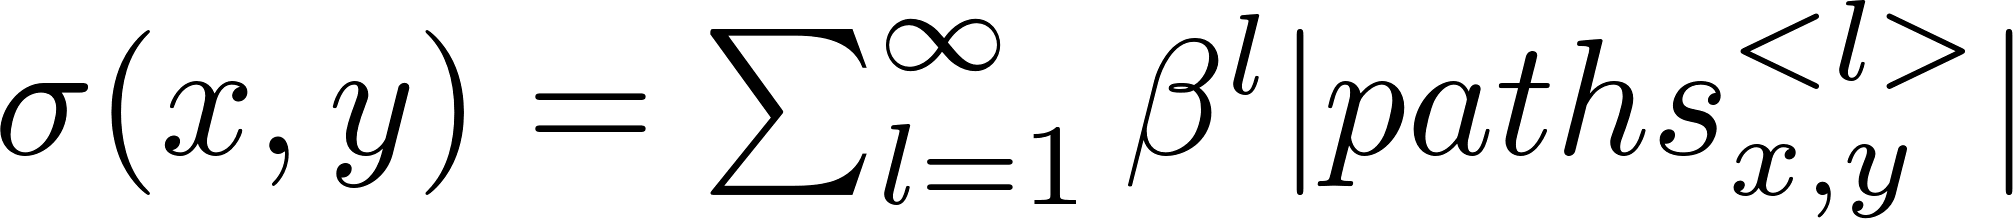 σ(x, y) = ∑_{l=1}^{∞} β^l |paths_{x,y}^{<l>}|